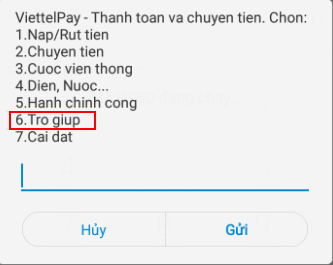 ViettelPay - Thanh toan va chuyen tien. Chon:
1.Nap/Rut tien
2.Chuyen tien
3.Cuoc vien thong
4.Dien, Nuoc...
5.Hanh chinh cong
6.Tro giup
7.Cai dat
Hủy
Gửi